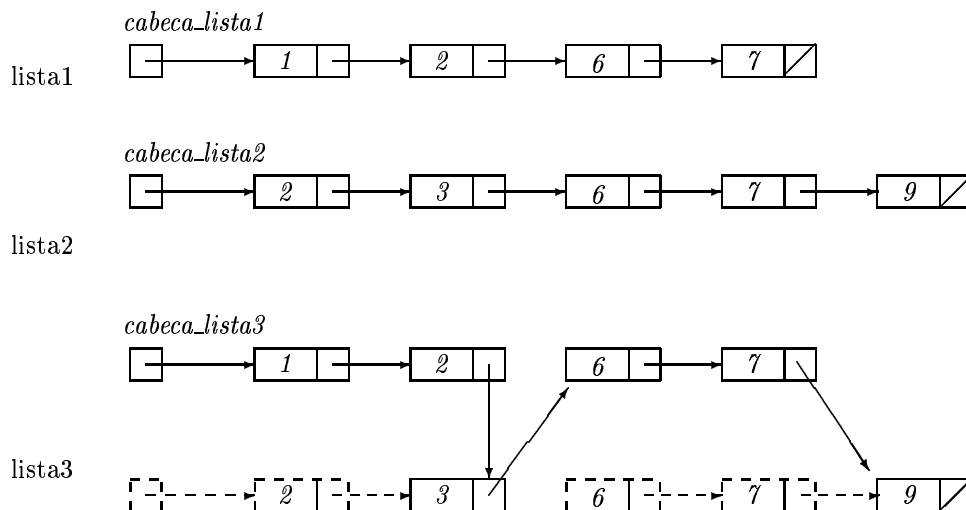 cabeca_lista1
lista1 1 2 6 7
cabeca_lista2
2 3 6 7 9
lista2
cabeca_lista3
1 2 6 7
lista3
2 3 6 7 9